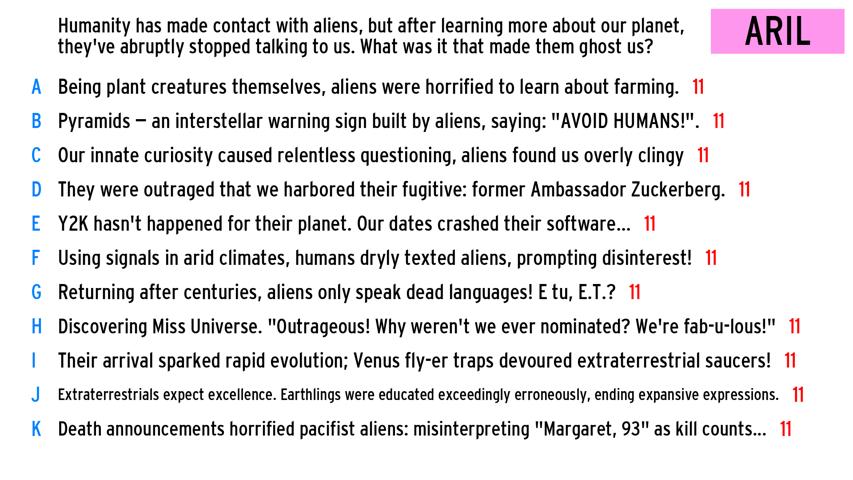 Humanity has made contact with aliens, but after learning more about our planet,
they've abruptly stopped talking to us. What was it that made them ghost us?
ARIL
A Being plant creatures themselves, aliens were horrified to learn about farming. 11
B Pyramids – an interstellar warning sign built by aliens, saying: "AVOID HUMANS!". 11
C Our innate curiosity caused relentless questioning, aliens found us overly clingy 11
D They were outraged that we harbored their fugitive: former Ambassador Zuckerberg. 11
E Y2K hasn't happened for their planet. Our dates crashed their software... 11
F Using signals in arid climates, humans dryly texted aliens, prompting disinterest! 11
G Returning after centuries, aliens only speak dead languages! E tu, E.T.? 11
H Discovering Miss Universe. "Outrageous! Why weren't we ever nominated? We're fab-u-lous!" 11
I Their arrival sparked rapid evolution; Venus fly-er traps devoured extraterrestrial saucers! 11
J Extraterrestrials expect excellence. Earthlings were educated exceedingly erroneously, ending expansive expressions. 11
K Death announcements horrified pacifist aliens: misinterpreting "Margaret, 93" as kill counts... 11